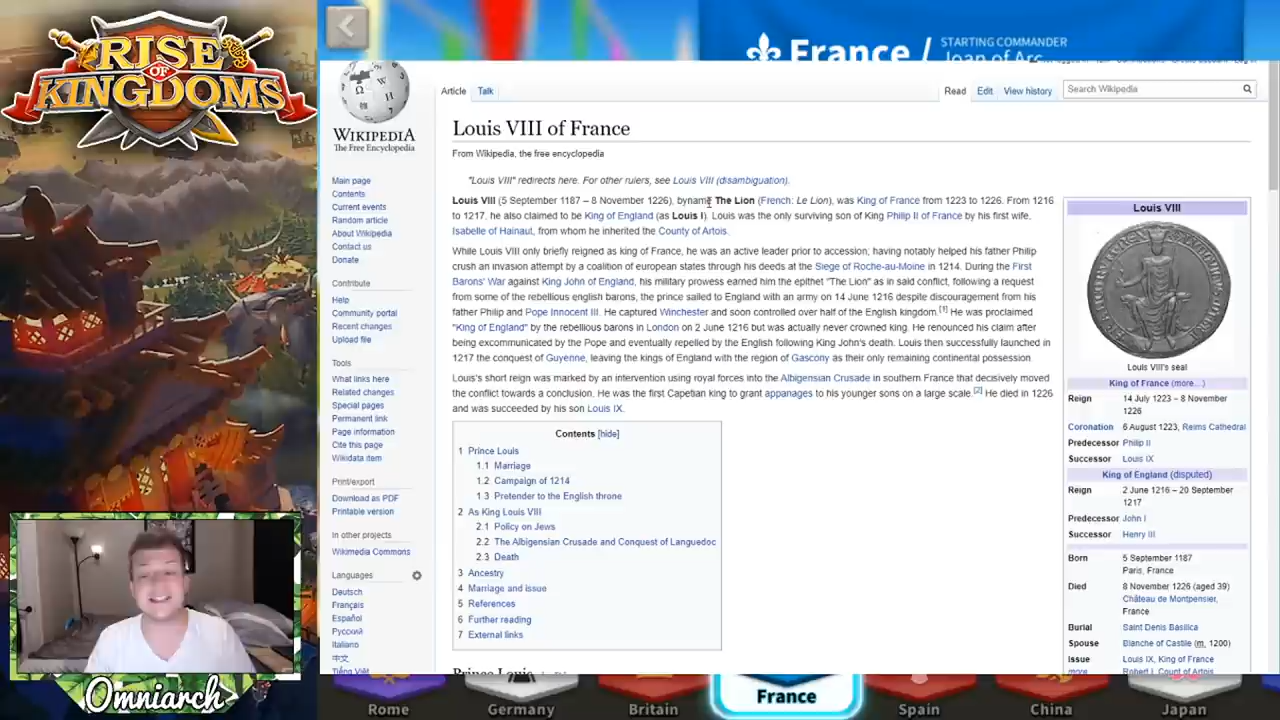 RISE
OF
KINGDOMS
France /
STARTING COMMANDER
Joan of Arc
WIKIPEDIA
The Free Encyclopedia
Main page
Contents
Current events
Random article
About Wikipedia
Contact us
Donate
Contribute
Help
Community portal
Recent changes
Upload file
Tools
What links here
Related changes
Special pages
Permanent link
Page information
Cite this page
Wikidata item
Print/export
Download as PDF
Printable version
In other projects
Wikimedia Commons
Languages
Deutsch
Français
Español
Русский
Italiano
中文
Tiếng Việt
Article Talk
Read Edit View history
Search Wikipedia
Louis VIII of France
From Wikipedia, the free encyclopedia
"Louis VIII" redirects here. For other rulers, see Louis VIII (disambiguation).
Louis VIII (5 September 1187 – 8 November 1226), byname The Lion (French: Le Lion), was King of France from 1223 to 1226. From 1216
to 1217, he also claimed to be King of England (as Louis I). Louis was the only surviving son of King Philip II of France by his first wife,
Isabelle of Hainaut, from whom he inherited the County of Artois.
While Louis VIII only briefly reigned as king of France, he was an active leader prior to accession; having notably helped his father Philip
crush an invasion attempt by a coalition of european states through his deeds at the Siege of Roche-au-Moine in 1214. During the First
Barons' War against King John of England, his military prowess earned him the epithet "The Lion" as in said conflict, following a request
from some of the rebellious english barons, the prince sailed to England with an army on 14 June 1216 despite discouragement from his
father Philip and Pope Innocent III. He captured Winchester and soon controlled over half of the English kingdom.[1] He was proclaimed
"King of England" by the rebellious barons in London on 2 June 1216 but was actually never crowned king. He renounced his claim after
being excommunicated by the Pope and eventually repelled by the English following King John's death. Louis then successfully launched in
1217 the conquest of Guyenne, leaving the kings of England with the region of Gascony as their only remaining continental possession
Louis's short reign was marked by an intervention using royal forces into the Albigensian Crusade in southern France that decisively moved
the conflict towards a conclusion. He was the first Capetian king to grant appanages to his younger sons on a large scale.[2] He died in 1226
and was succeeded by his son Louis IX.
Contents [hide]
1 Prince Louis
1.1 Marriage
1.2 Campaign of 1214
1.3 Pretender to the English throne
2 As King Louis VIII
2.1 Policy on Jews
2.2 The Albigensian Crusade and Conquest of Languedoc
2.3 Death
3 Ancestry
4 Marriage and issue
5 References
6 Further reading
7 External links
Prince Louis
Louis VIII
Louis VIII's seal
King of France (more...)
Reign 14 July 1223 – 8 November
1226
Coronation 6 August 1223, Reims Cathedral
Predecessor Philip II
Successor Louis IX
King of England (disputed)
Reign 2 June 1216 – 20 September
1217
Predecessor John I
Successor Henry III
Born 5 September 1187
Paris, France
Died 8 November 1226 (aged 39)
Château de Montpensier,
France
Burial Saint Denis Basilica
Spouse Blanche of Castile (m. 1200)
Issue Louis IX, King of France
more Robert I, Count of Artois
Omniarch
Rome
Germany
Britain
France
Spain
China
Japan